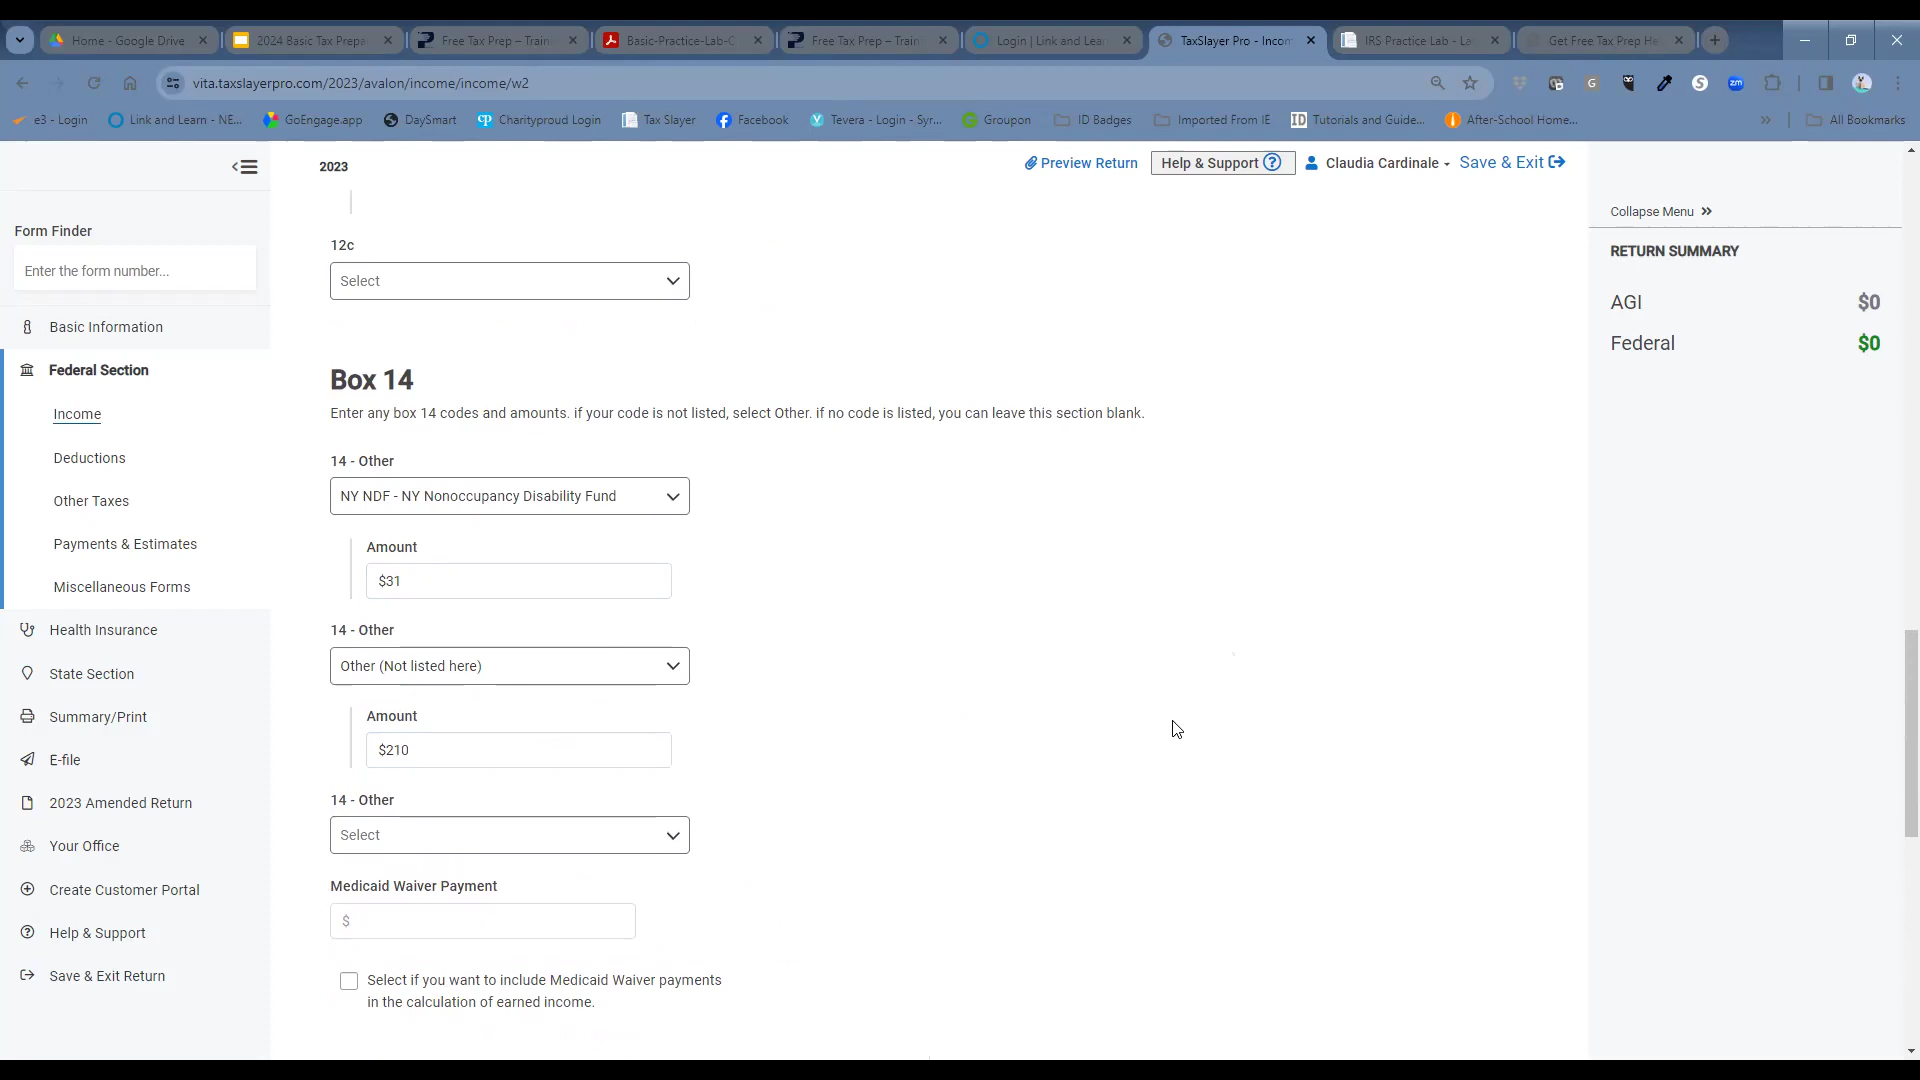 Home - Google Drive
2024 Basic Tax Prepa
Free Tax Prep – Train
Basic-Practice-Lab-C
Free Tax Prep – Train
Login | Link and Lea
TaxSlayer Pro - Incom
IRS Practice Lab - La
Get Free Tax Prep He
vita.taxslayerpro.com/2023/avalon/income/income/w2
e3 - Login
Link and Learn - NE...
GoEngage.app
DaySmart
Charityproud Login
Tax Slayer
Facebook
Tevera - Login - Syr...
Groupon
ID Badges
Imported From IE
Tutorials and Guide...
After-School Home...
All Bookmarks
2023
Preview Return
Help & Support
Claudia Cardinale
Save & Exit
Form Finder
Enter the form number...
Basic Information
Federal Section
Income
Deductions
Other Taxes
Payments & Estimates
Miscellaneous Forms
Health Insurance
State Section
Summary/Print
E-file
2023 Amended Return
Your Office
Create Customer Portal
Help & Support
Save & Exit Return
12c
Select
Box 14
Enter any box 14 codes and amounts. if your code is not listed, select Other. if no code is listed, you can leave this section blank.
14 - Other
NY NDF - NY Nonoccupancy Disability Fund
Amount
$31
14 - Other
Other (Not listed here)
Amount
$210
14 - Other
Select
Medicaid Waiver Payment
$
Select if you want to include Medicaid Waiver payments
in the calculation of earned income.
Collapse Menu
RETURN SUMMARY
AGI $0
Federal $0